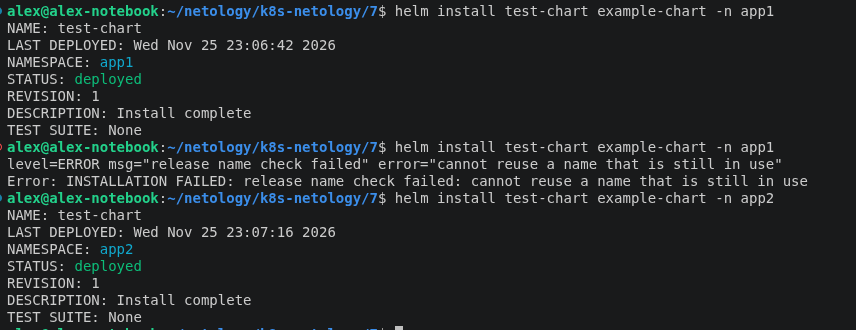 alex@alex-notebook:~/netology/k8s-netology/7$ helm install test-chart example-chart -n app1
NAME: test-chart
LAST DEPLOYED: Wed Nov 25 23:06:42 2026
NAMESPACE: app1
STATUS: deployed
REVISION: 1
DESCRIPTION: Install complete
TEST SUITE: None
alex@alex-notebook:~/netology/k8s-netology/7$ helm install test-chart example-chart -n app1
level=ERROR msg="release name check failed" error="cannot reuse a name that is still in use"
Error: INSTALLATION FAILED: release name check failed: cannot reuse a name that is still in use
alex@alex-notebook:~/netology/k8s-netology/7$ helm install test-chart example-chart -n app2
NAME: test-chart
LAST DEPLOYED: Wed Nov 25 23:07:16 2026
NAMESPACE: app2
STATUS: deployed
REVISION: 1
DESCRIPTION: Install complete
TEST SUITE: None